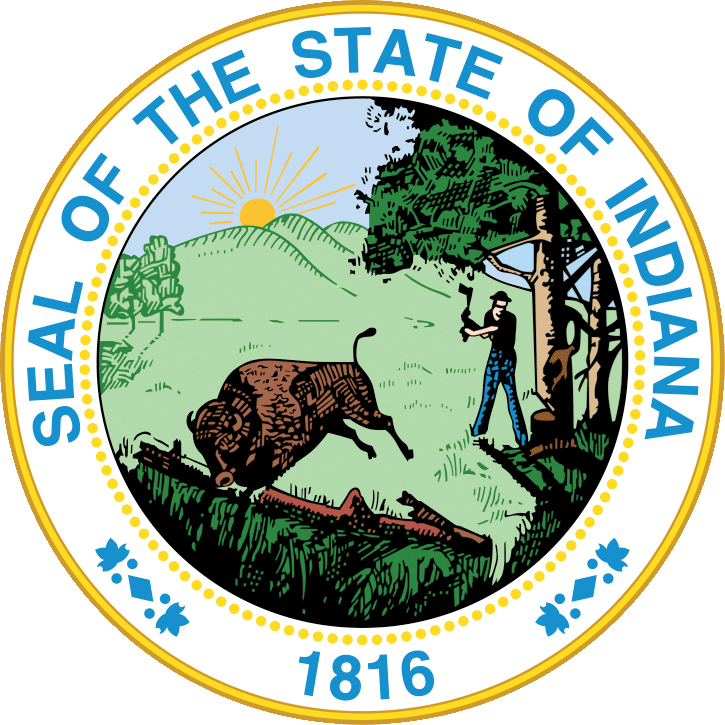 SEAL OF THE STATE OF INDIANA
1816